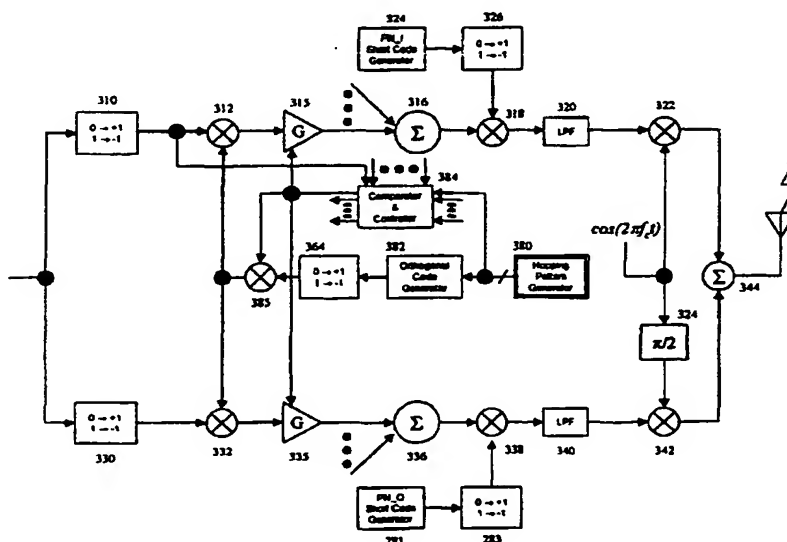 324
326
PN_I
Short Code
Generator
0 → +1
1 → -1
310
312
315
316
318
320
322
0 → +1
1 → -1
G
Σ
LPF
384
Comparator
&
Controller
cos(2πf_ct)
364
382
380
0 → +1
1 → -1
Orthogonal
Code
Generator
Hopping
Pattern
Generator
385
Σ
344
324
π/2
0 → +1
1 → -1
G
Σ
LPF
330
332
335
336
338
340
342
PN_Q
Short Code
Generator
0 → +1
1 → -1
281
283